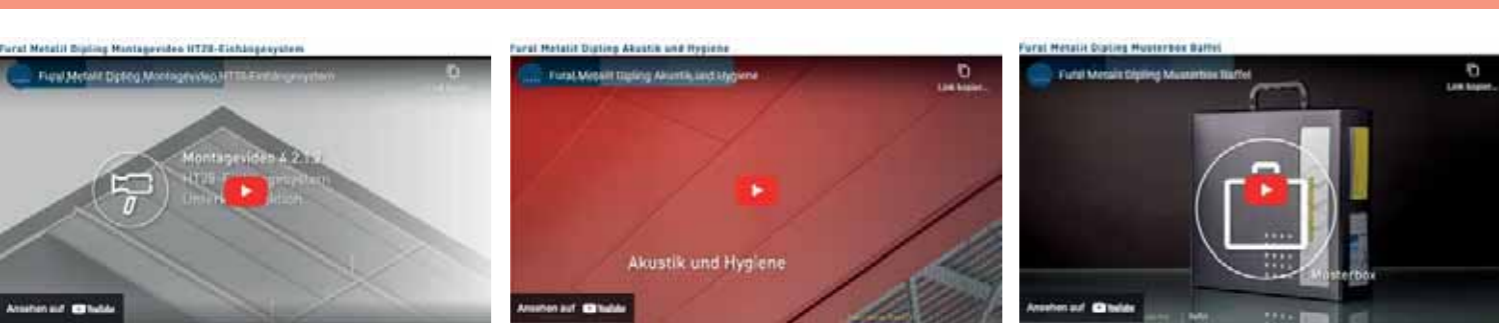 Fural Metalit Dipling Montagevideo HT28-Einhängesystem
Fural Metalit Dipling Montagevideo HT28-Einhängesystem
Montagevideo 4.2.1.2
HT28-
Ansehen auf YouTube
Fural Metalit Dipling Akustik und Hygiene
Fural Metalit Dipling Akustik und Hygiene
Link kopier...
Akustik und Hygiene
Ansehen auf YouTube
Fural Metalit Dipling Musterbox Baffel
Fural Metalit Dipling Musterbox Baffel
Link kopier...
Musterbox
Ansehen auf YouTube